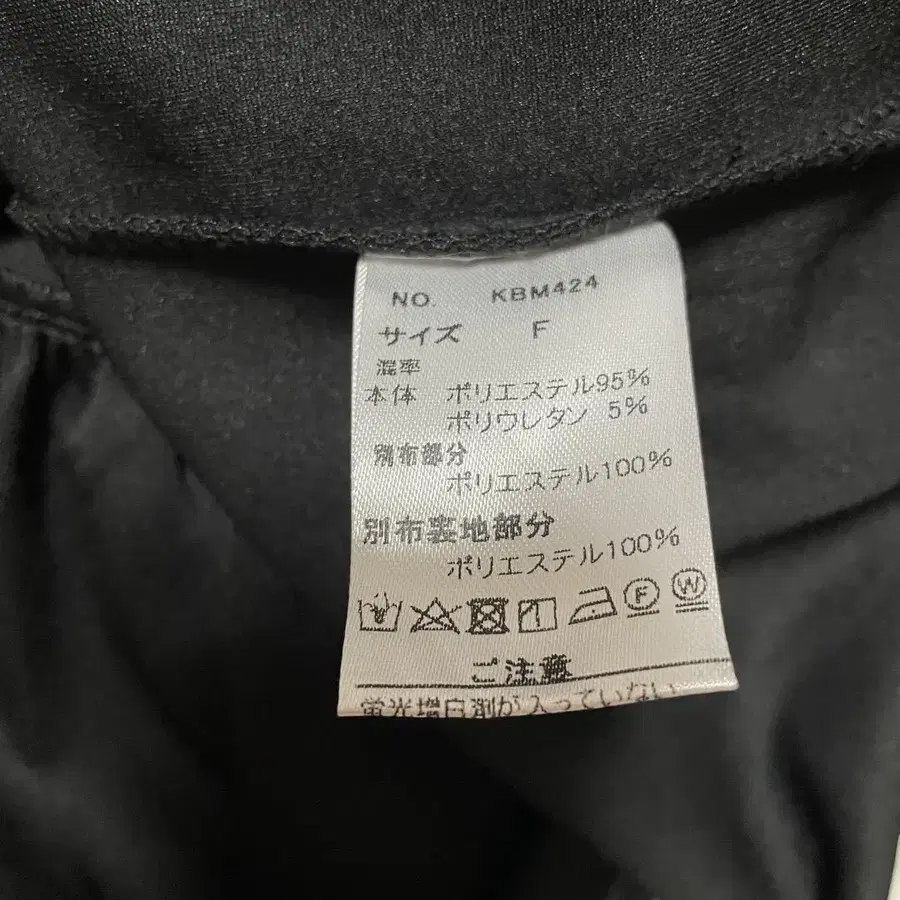 NO. KBM424
サイズ F
混率
本体 ポリエステル95%
ポリウレタン 5%
別布部分
ポリエステル100%
別布裏地部分
ポリエステル100%
F W
ご注意
蛍光増白剤が入っていない